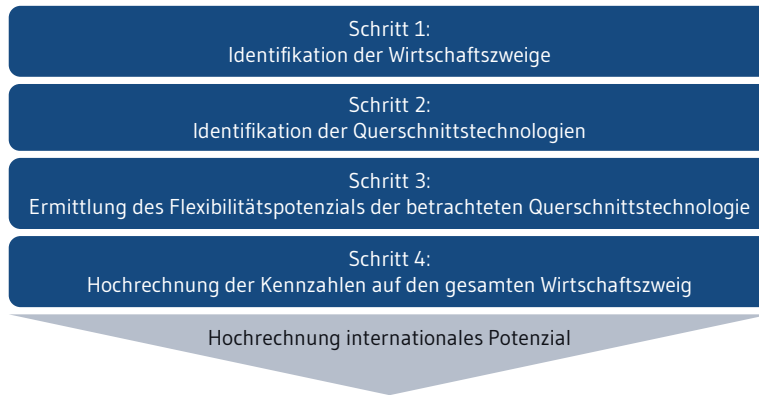 Schritt 1:
Identifikation der Wirtschaftszweige
Schritt 2:
Identifikation der Querschnittstechnologien
Schritt 3:
Ermittlung des Flexibilitätspotenzials der betrachteten Querschnittstechnologie
Schritt 4:
Hochrechnung der Kennzahlen auf den gesamten Wirtschaftszweig
Hochrechnung internationales Potenzial